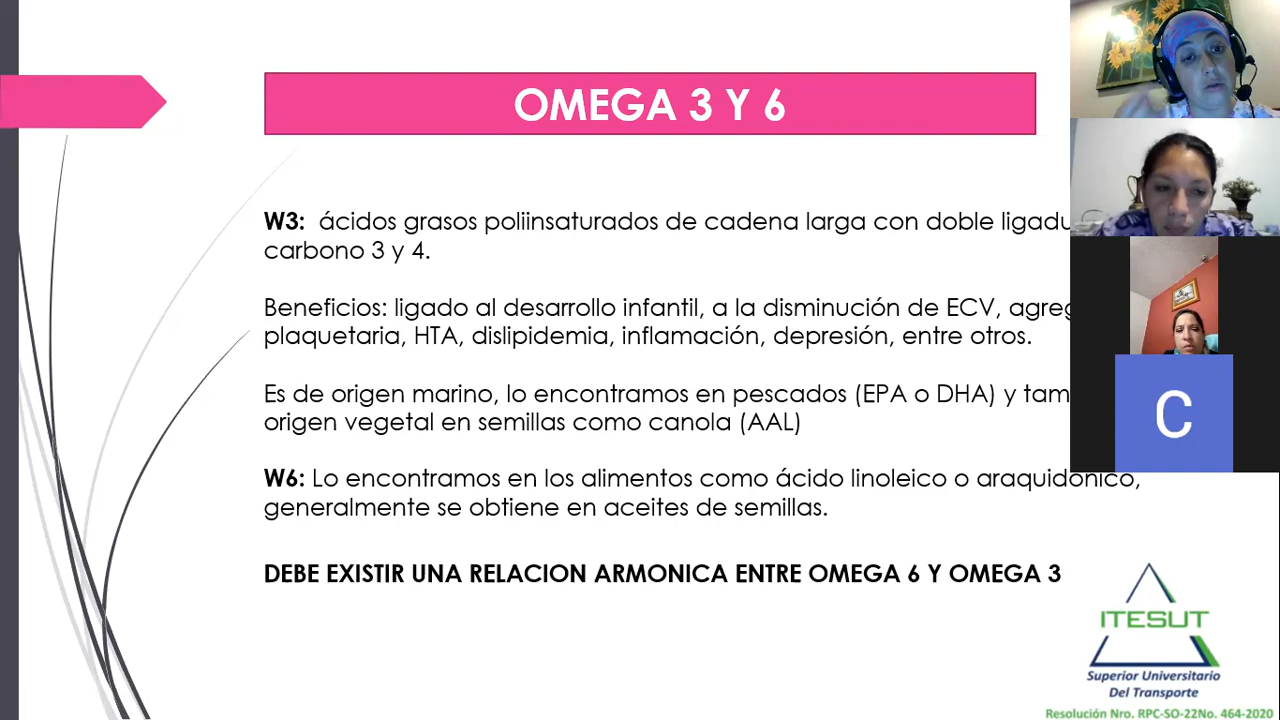 OMEGA 3 Y 6
W3: ácidos grasos poliinsaturados de cadena larga con doble
carbono 3 y 4.
Beneficios: ligado al desarrollo infantil, a la disminución de ECV,
plaquetaria, HTA, dislipidemia, inflamación, depresión, entre otros.
Es de origen marino, lo encontramos en pescados (EPA o DHA) y
origen vegetal en semillas como canola (AAL)
W6: Lo encontramos en los alimentos como ácido linoleico o araquidónico,
generalmente se obtiene en aceites de semillas.
DEBE EXISTIR UNA RELACION ARMONICA ENTRE OMEGA 6 Y OMEGA 3
C
ITESUT
Superior Universitario
Del Transporte
Resolución Nro. RPC-SO-22No. 464-2020